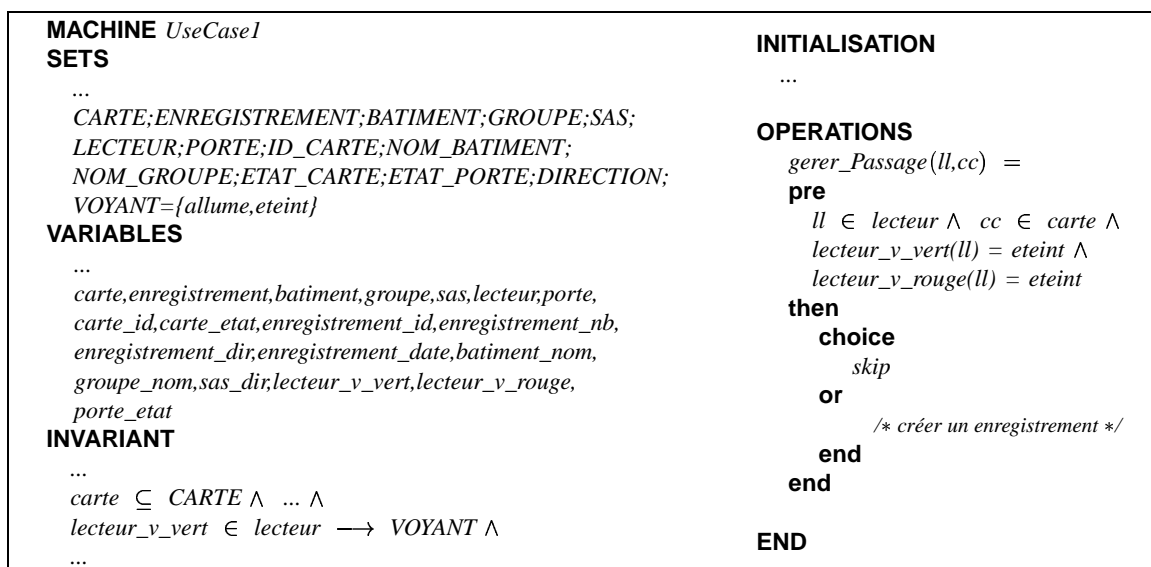 MACHINE UseCase1
SETS
...
CARTE;ENREGISTREMENT;BATIMENT;GROUPE;SAS;
LECTEUR;PORTE;ID_CARTE;NOM_BATIMENT;
NOM_GROUPE;ETAT_CARTE;ETAT_PORTE;DIRECTION;
VOYANT={allume,eteint}
VARIABLES
...
carte,enregistrement,batiment,groupe,sas,lecteur,porte,
carte_id,carte_etat,enregistrement_id,enregistrement_nb,
enregistrement_dir,enregistrement_date,batiment_nom,
groupe_nom,sas_dir,lecteur_v_vert,lecteur_v_rouge,
porte_etat
INVARIANT
...
carte ⊆ CARTE ∧ ... ∧
lecteur_v_vert ∈ lecteur ⟶ VOYANT ∧
...
INITIALISATION
...
OPERATIONS
gerer_Passage(ll,cc) =
pre
ll ∈ lecteur ∧ cc ∈ carte ∧
lecteur_v_vert(ll) = eteint ∧
lecteur_v_rouge(ll) = eteint
then
choice
skip
or
/* créer un enregistrement */
end
end
END